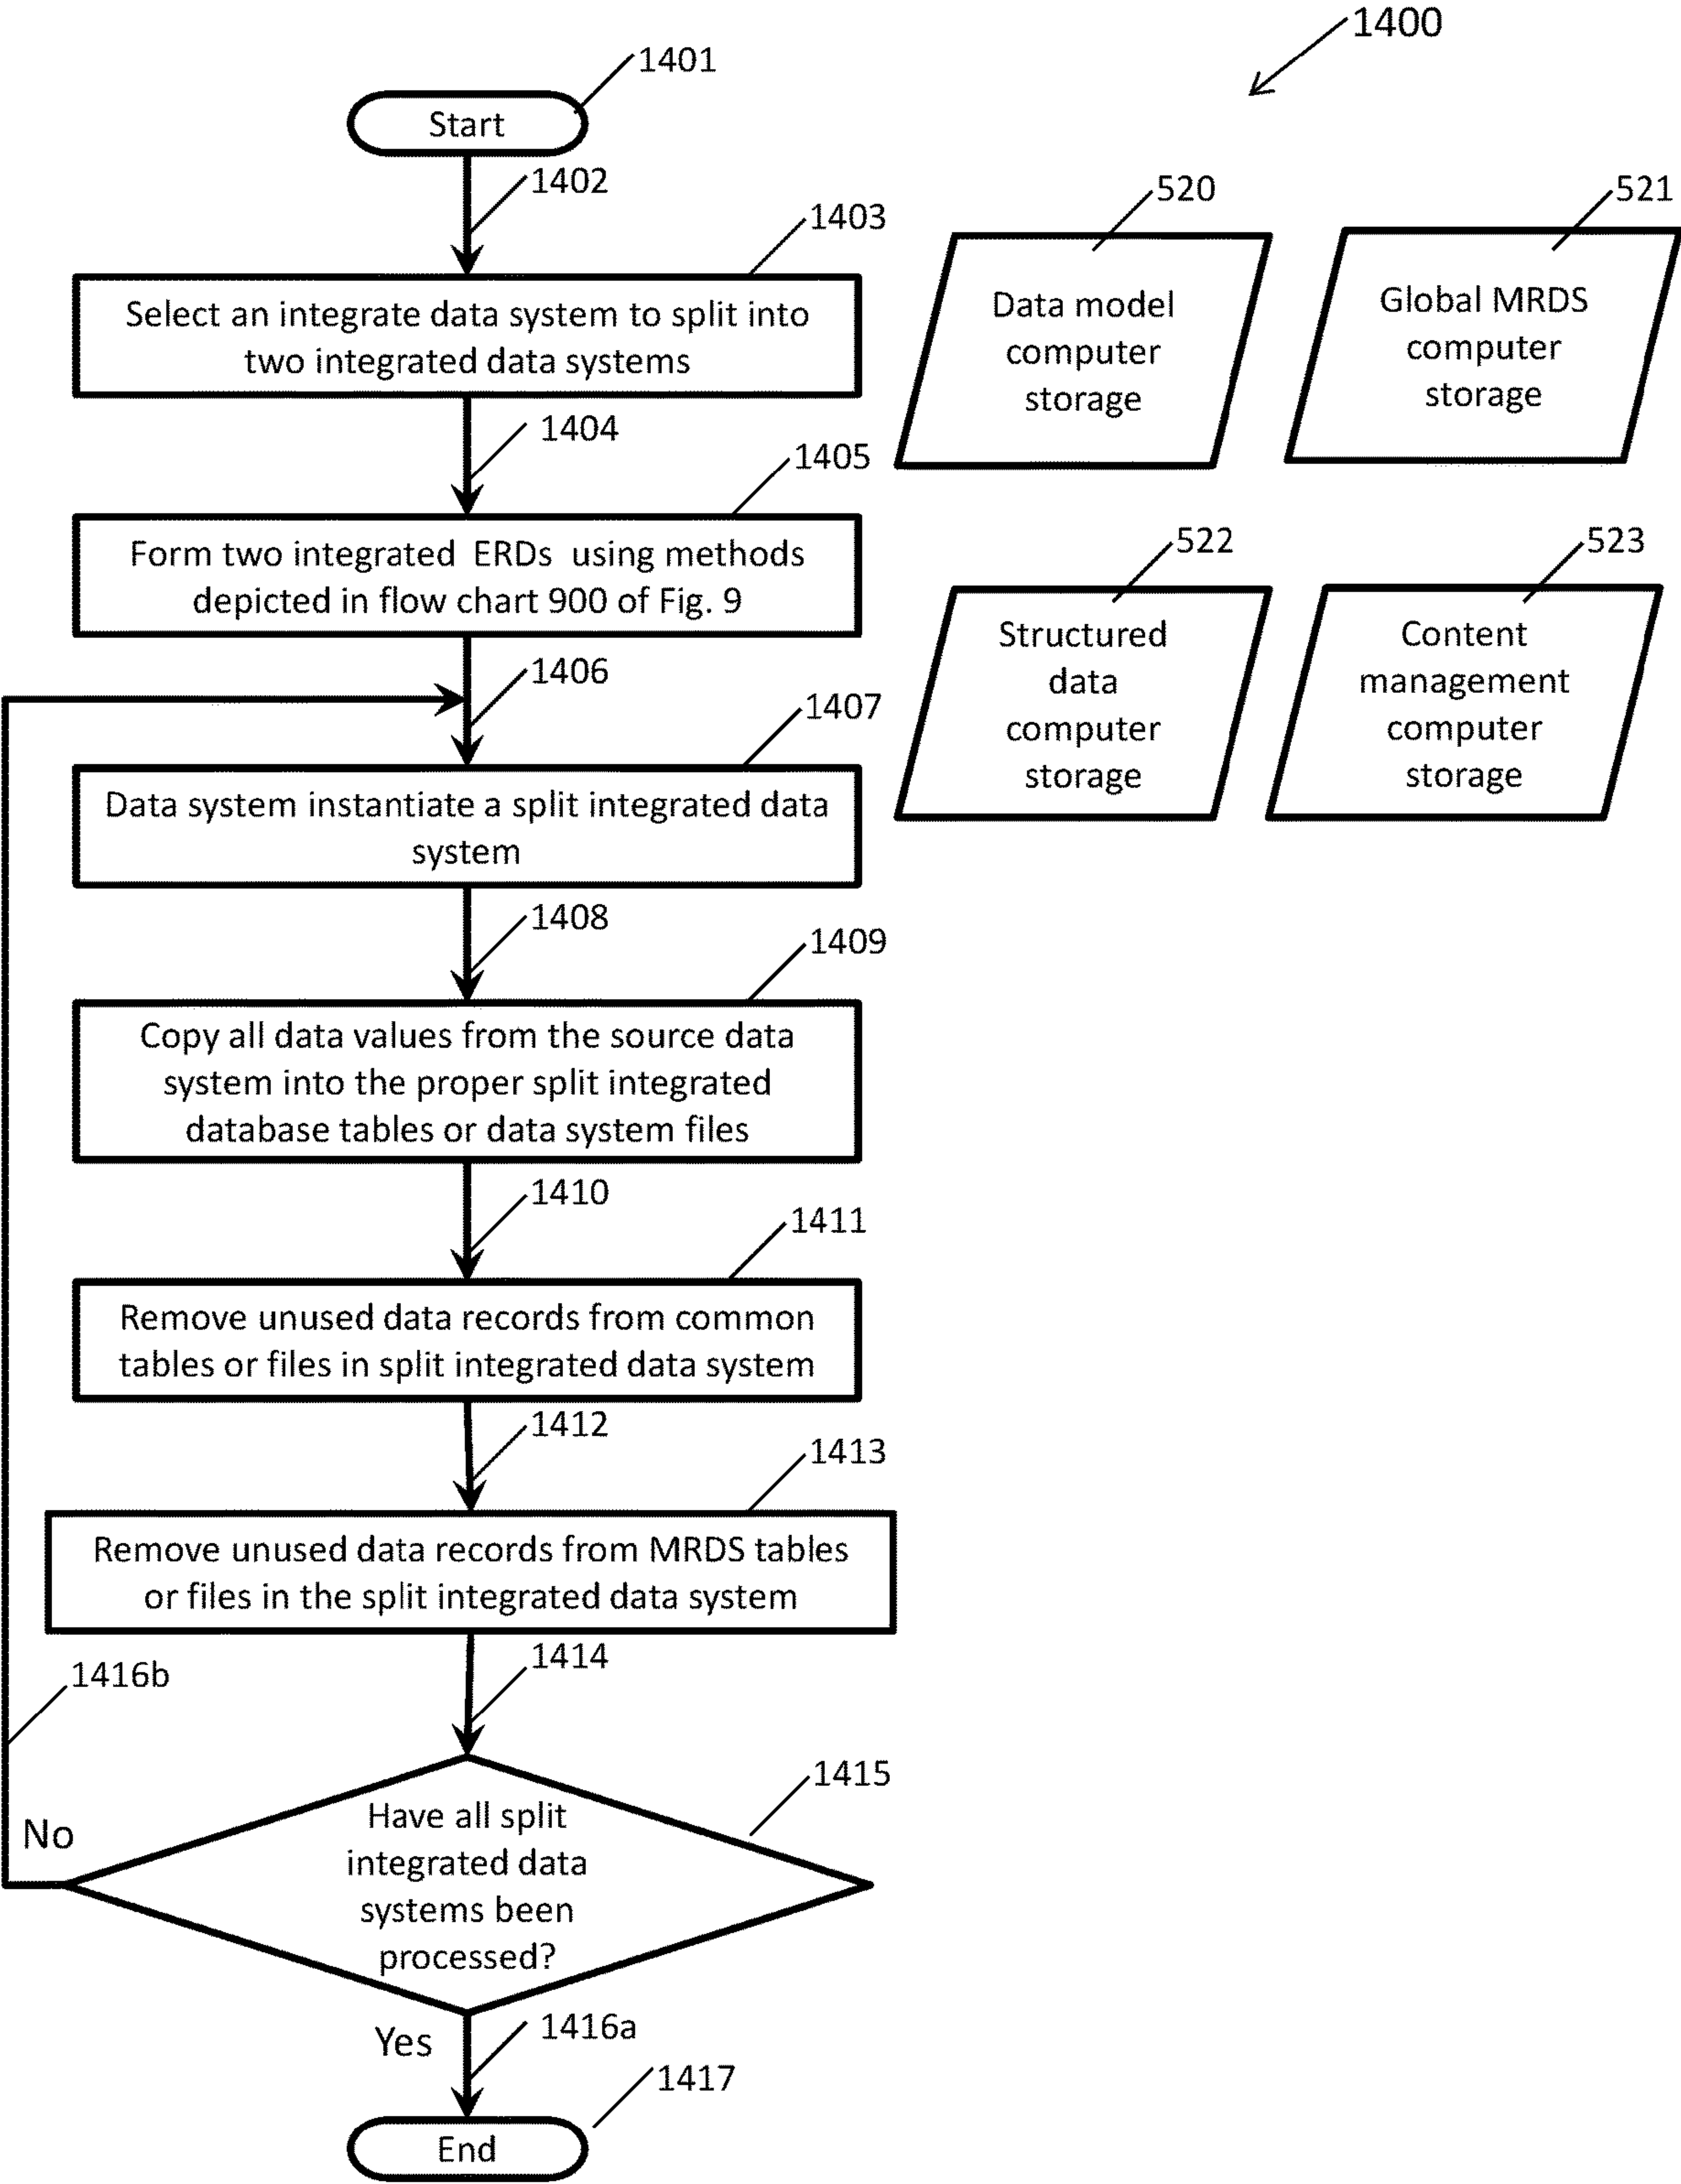 1400
1401
Start
1402
1403
Select an integrate data system to split into
two integrated data systems
1404
1405
Form two integrated ERDs using methods
depicted in flow chart 900 of Fig. 9
1406
1407
Data system instantiate a split integrated data
system
1408
1409
Copy all data values from the source data
system into the proper split integrated
database tables or data system files
1410
1411
Remove unused data records from common
tables or files in split integrated data system
1412
1413
Remove unused data records from MRDS tables
or files in the split integrated data system
1414
1416b
1415
No
Have all split
integrated data
systems been
processed?
Yes
1416a
1417
End
520
Data model
computer
storage
521
Global MRDS
computer
storage
522
Structured
data
computer
storage
523
Content
management
computer
storage